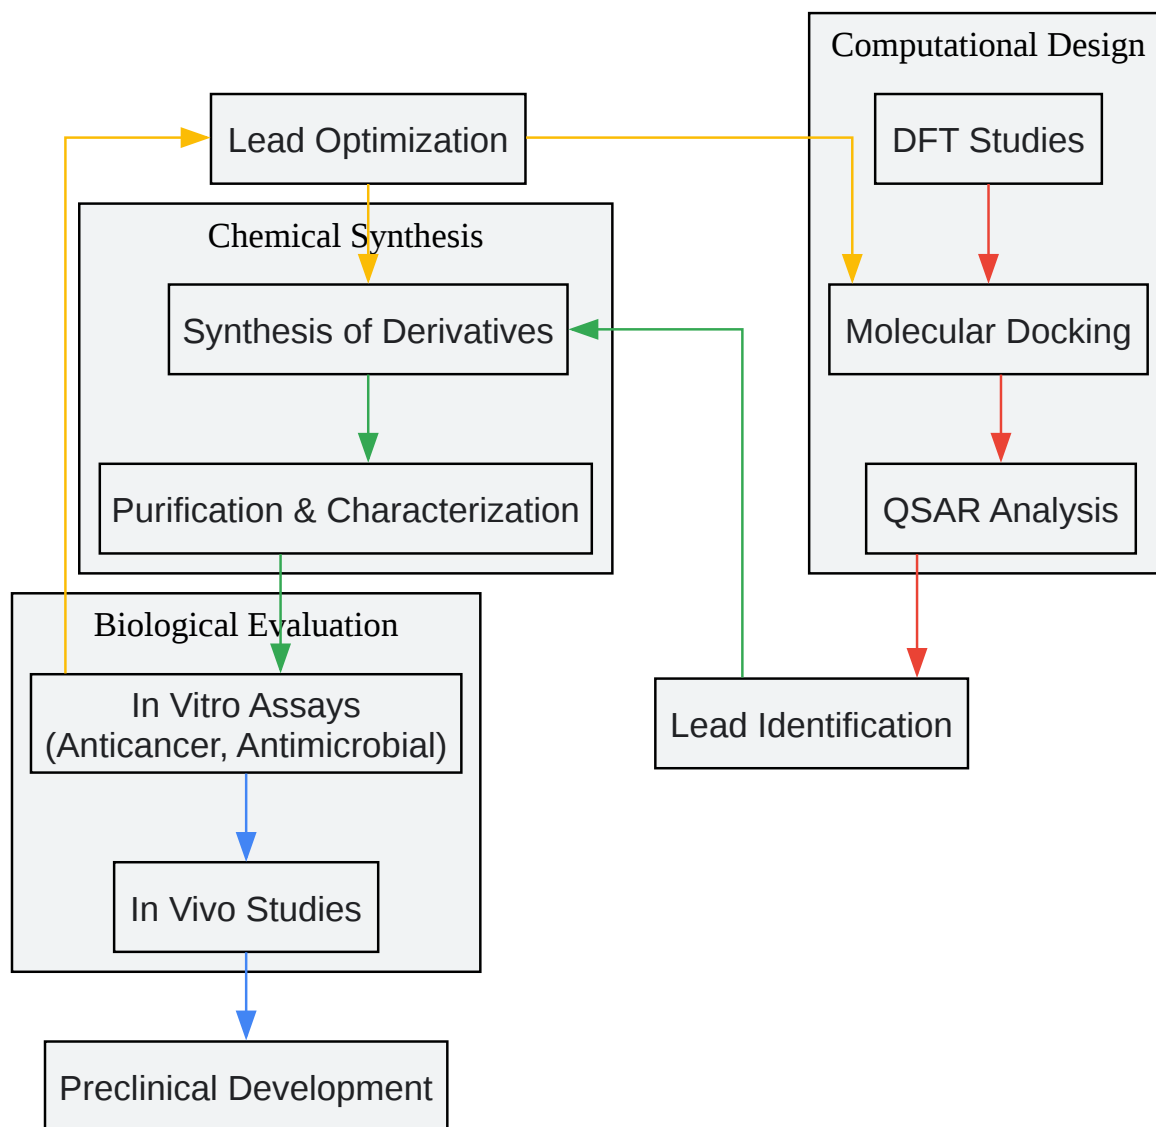 Computational Design
Lead Optimization
DFT Studies
Chemical Synthesis
Synthesis of Derivatives
Molecular Docking
Purification & Characterization
QSAR Analysis
Biological Evaluation
In Vitro Assays
(Anticancer, Antimicrobial)
Lead Identification
In Vivo Studies
Preclinical Development